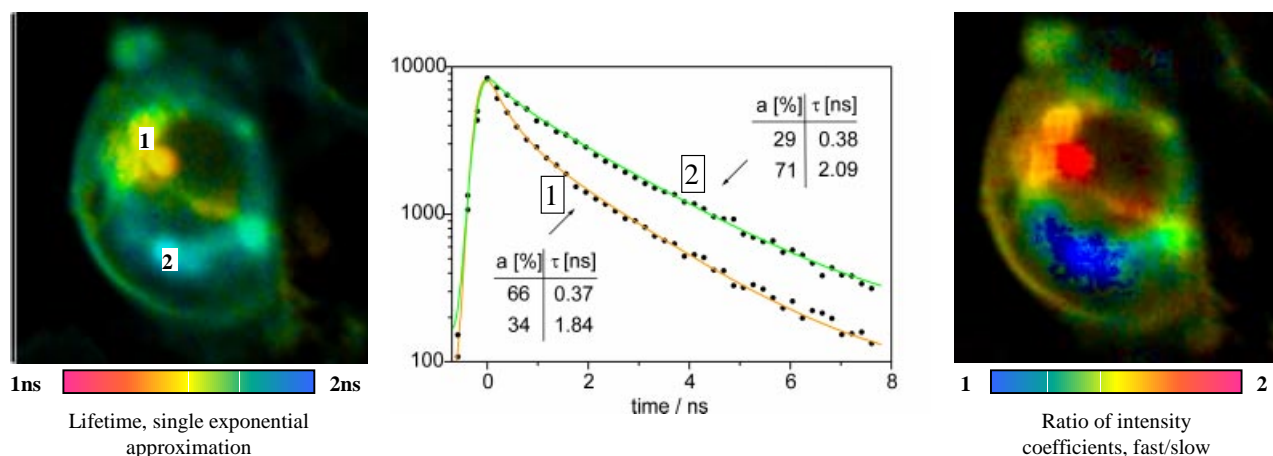 1
2
1ns 2ns
Lifetime, single exponential
approximation
10000
1000
100
0 2 4 6 8
time / ns
1
2
a [%] τ [ns]
29 0.38
71 2.09
a [%] τ [ns]
66 0.37
34 1.84
1 2
Ratio of intensity
coefficients, fast/slow